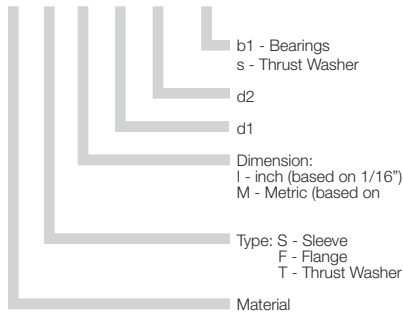 b1 - Bearings
s - Thrust Washer
d2
d1
Dimension:
I - inch (based on 1/16”)
M - Metric (based on
Type: S - Sleeve
F - Flange
T - Thrust Washer
Material